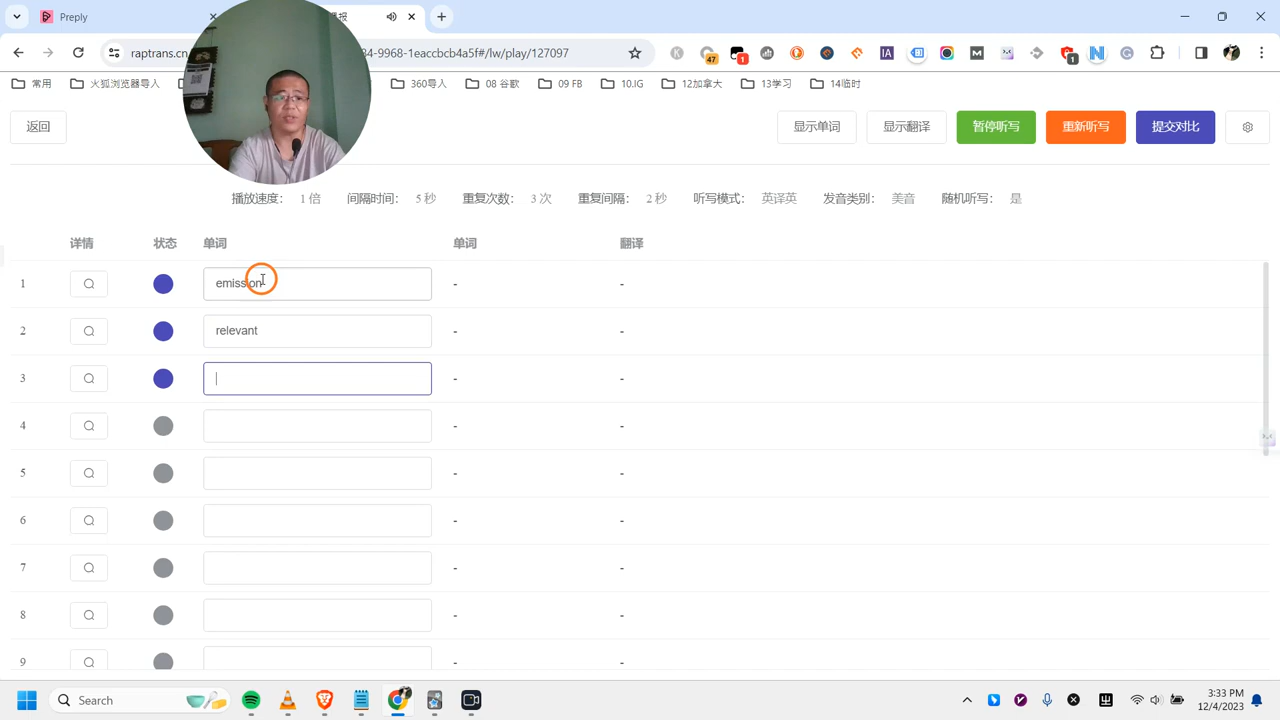 Preply
报
raptrans.cn
34-9968-1eaccbcb4a5f#/lw/play/127097
47
1
1
常用 火狐浏览器导入 360导入 08 谷歌 09 FB 10.IG 12加拿大 13学习 14临时
返回 显示单词 显示翻译 暂停听写 重新听写 提交对比
播放速度： 1 倍 间隔时间： 5 秒 重复次数： 3 次 重复间隔： 2 秒 听写模式： 英译英 发音类别： 美音 随机听写： 是
详情 状态 单词 单词 翻译
1 emission - -
2 relevant - -
3 - -
4 - -
5 - -
6 - -
7 - -
8 - -
9 - -
Search
3:33 PM
12/4/2023